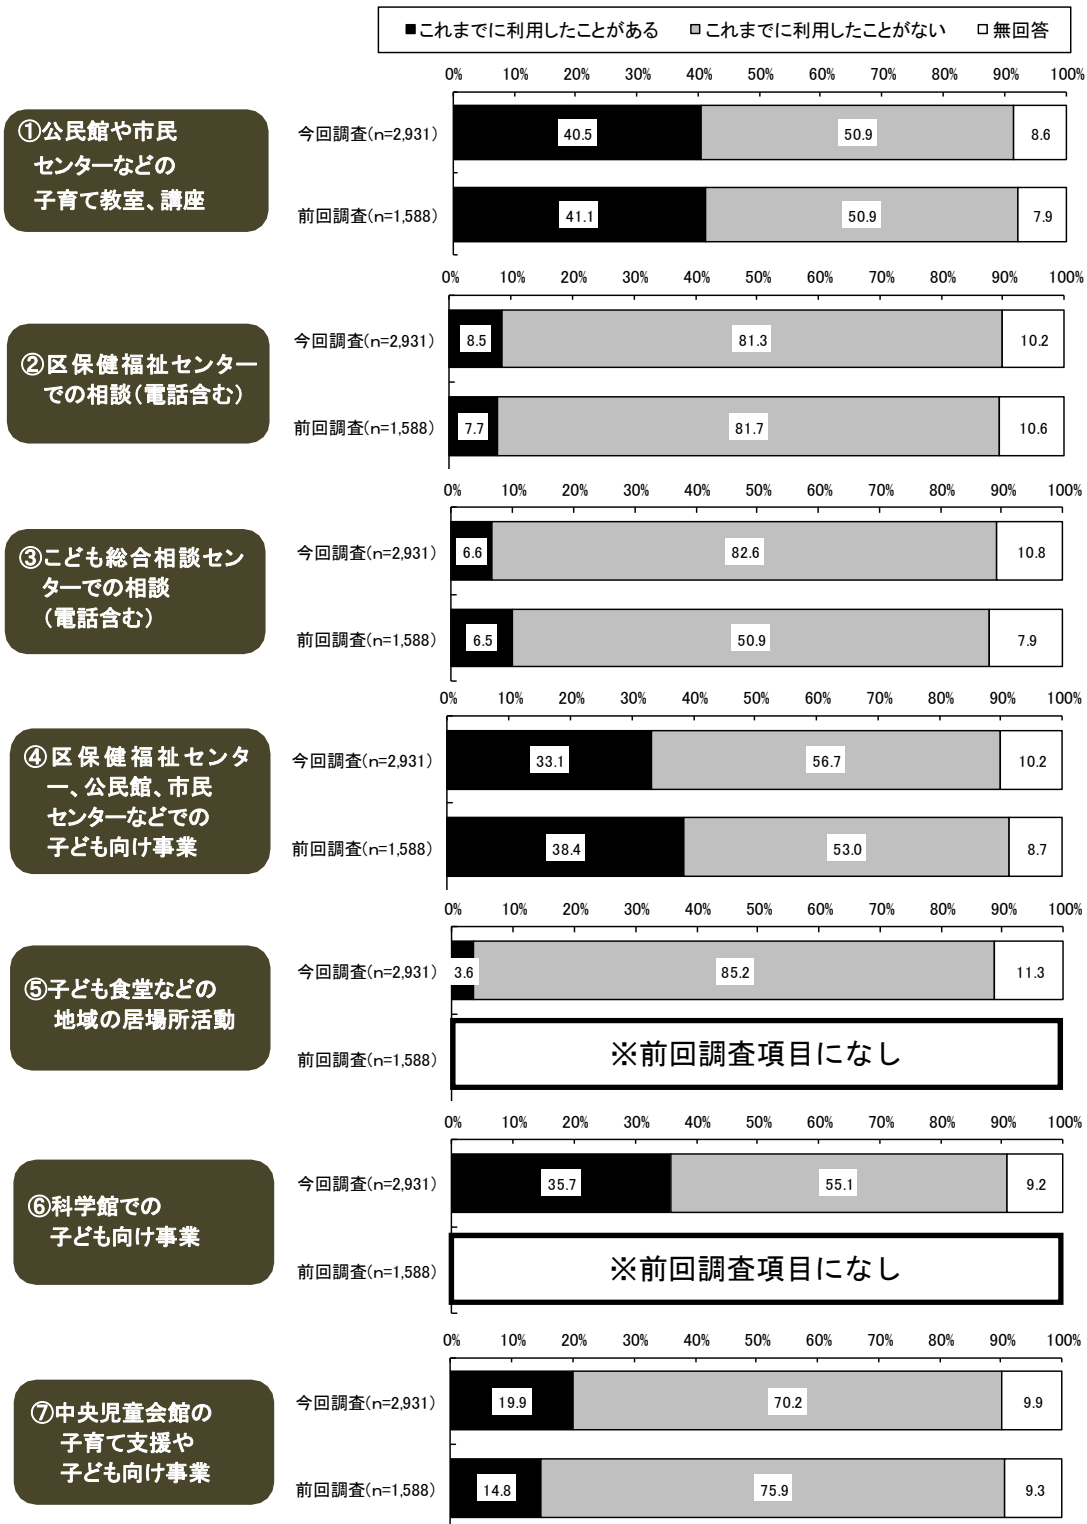 ■これまでに利用したことがある ■これまでに利用したことがない □無回答
0% 10% 20% 30% 40% 50% 60% 70% 80% 90% 100%
①公民館や市民
センターなどの
子育て教室、講座
今回調査(n=2,931) 40.5 50.9 8.6
前回調査(n=1,588) 41.1 50.9 7.9
0% 10% 20% 30% 40% 50% 60% 70% 80% 90% 100%
②区保健福祉センター
での相談(電話含む)
今回調査(n=2,931) 8.5 81.3 10.2
前回調査(n=1,588) 7.7 81.7 10.6
0% 10% 20% 30% 40% 50% 60% 70% 80% 90% 100%
③こども総合相談セン
ターでの相談
(電話含む)
今回調査(n=2,931) 6.6 82.6 10.8
前回調査(n=1,588) 6.5 50.9 7.9
0% 10% 20% 30% 40% 50% 60% 70% 80% 90% 100%
④区保健福祉センタ
ー、公民館、市民
センターなどでの
子ども向け事業
今回調査(n=2,931) 33.1 56.7 10.2
前回調査(n=1,588) 38.4 53.0 8.7
0% 10% 20% 30% 40% 50% 60% 70% 80% 90% 100%
⑤子ども食堂などの
地域の居場所活動
今回調査(n=2,931) 3.6 85.2 11.3
前回調査(n=1,588) ※前回調査項目になし
0% 10% 20% 30% 40% 50% 60% 70% 80% 90% 100%
⑥科学館での
子ども向け事業
今回調査(n=2,931) 35.7 55.1 9.2
前回調査(n=1,588) ※前回調査項目になし
0% 10% 20% 30% 40% 50% 60% 70% 80% 90% 100%
⑦中央児童会館の
子育て支援や
子ども向け事業
今回調査(n=2,931) 19.9 70.2 9.9
前回調査(n=1,588) 14.8 75.9 9.3